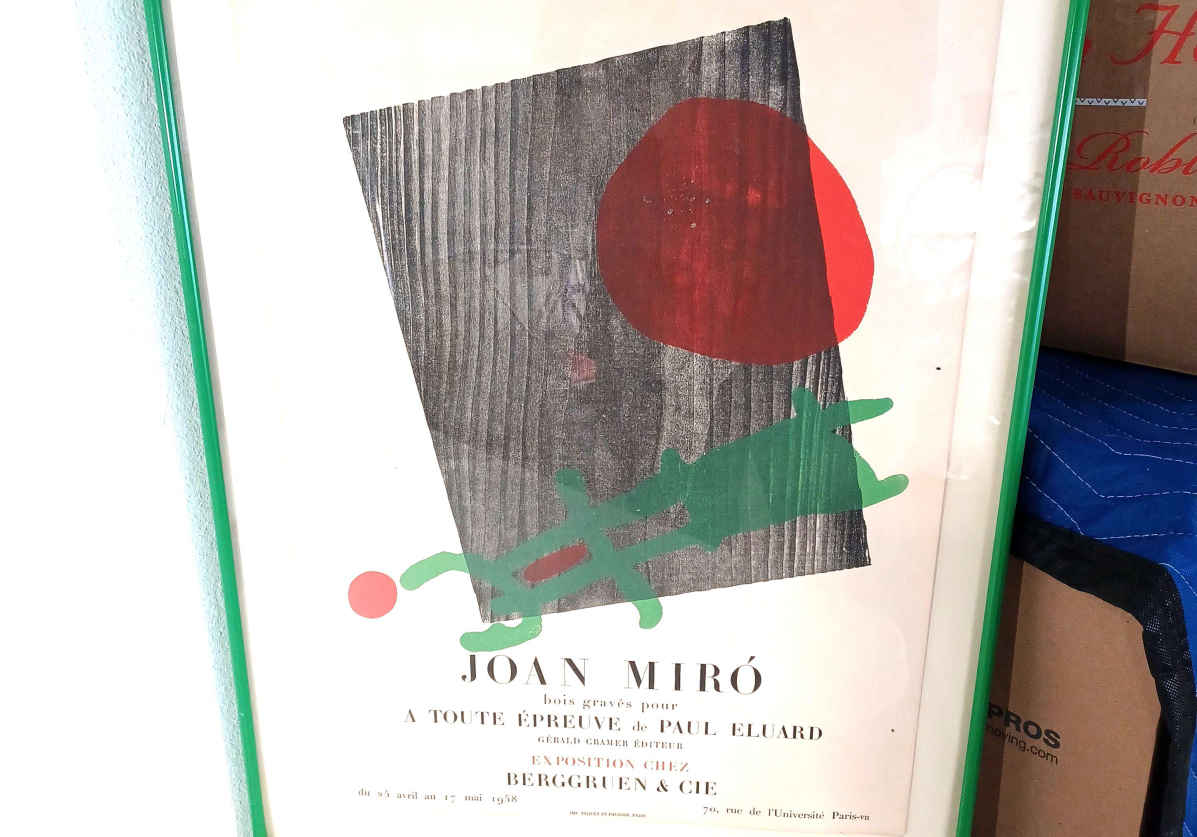 JOAN MIRÓ
bois gravés pour
A TOUTE ÉPREUVE de PAUL ELUARD
GÉRALD CRAMER ÉDITEUR
EXPOSITION CHEZ
BERGGRUEN & CIE
du 25 avril au 17 mai 1958
70, rue de l'Université Paris-VII
SAUVIGNON
PROS
moving.com